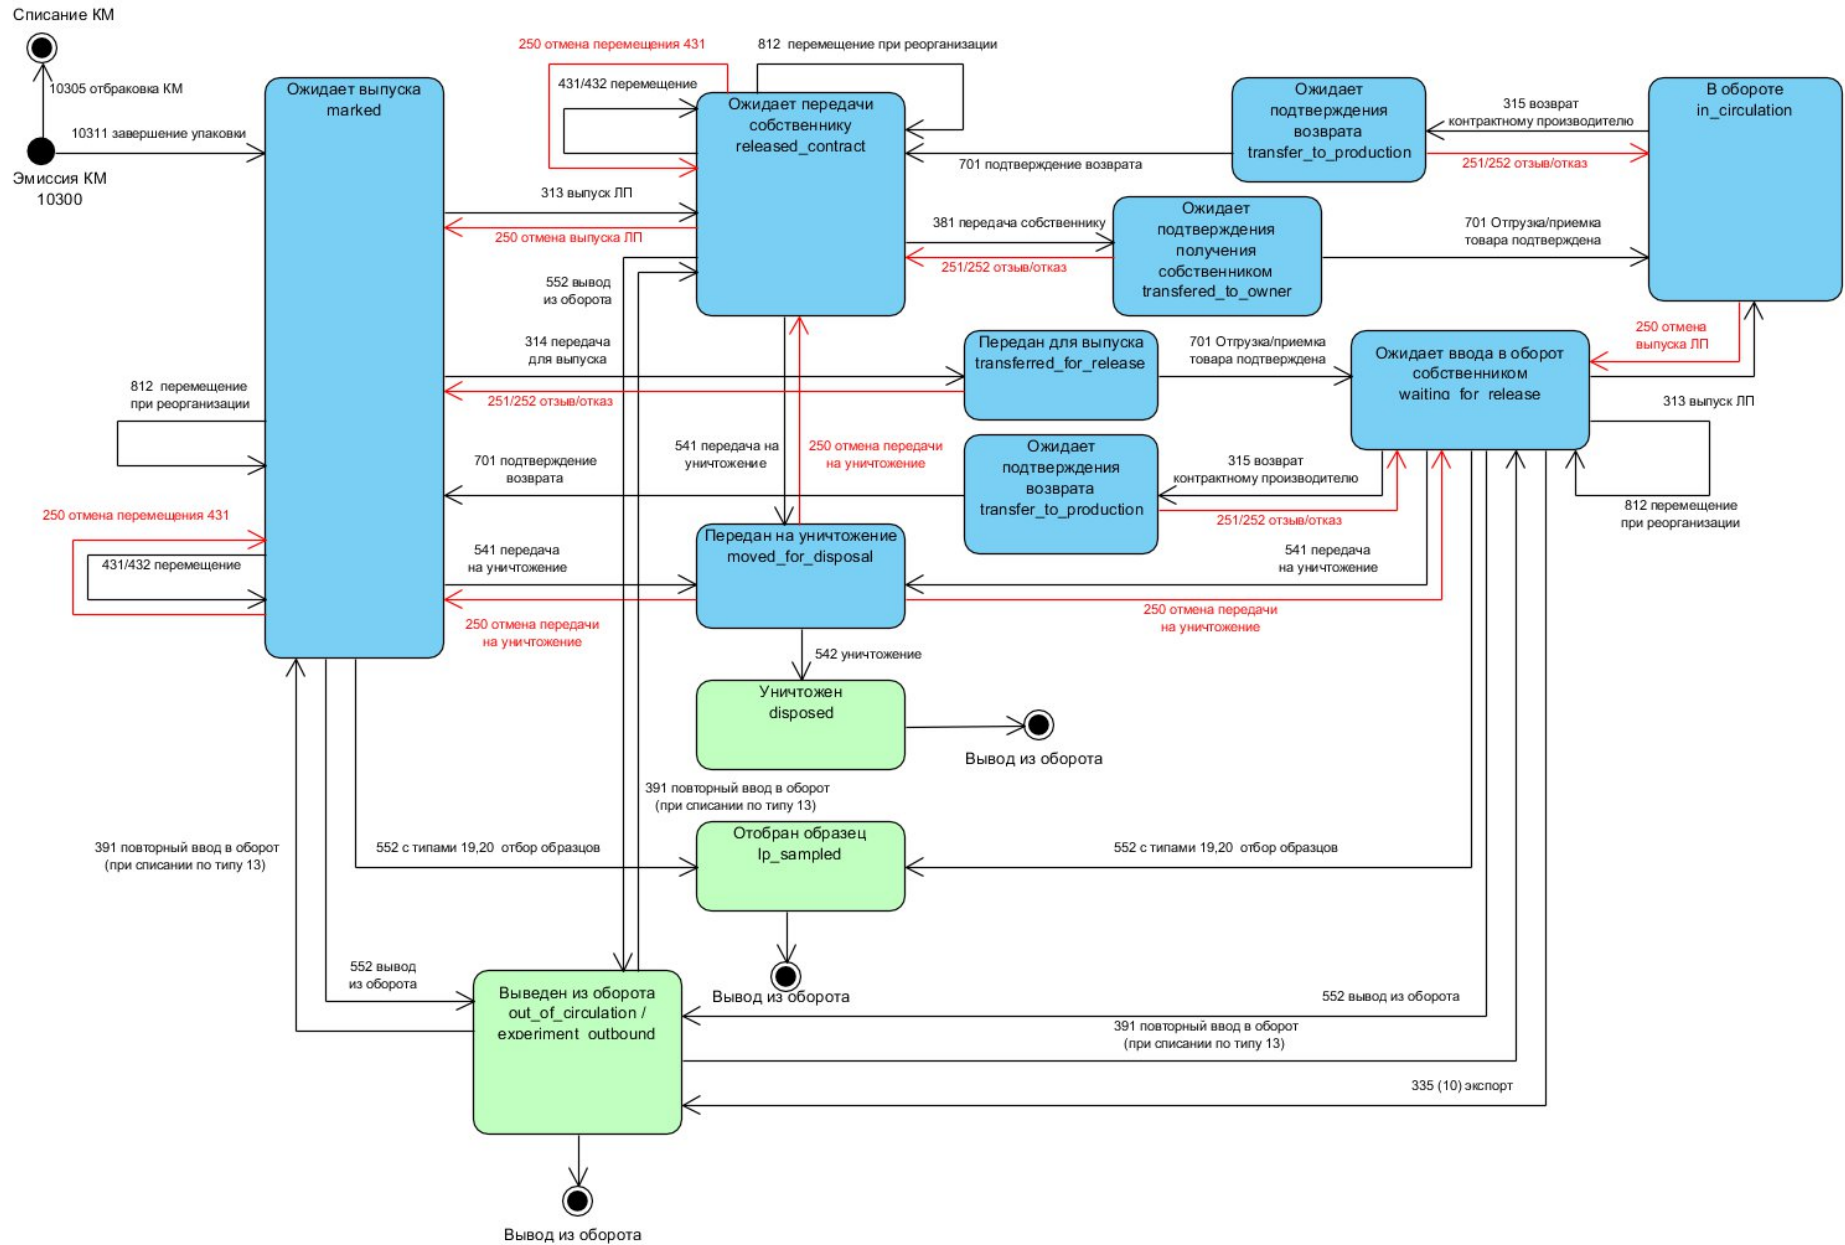 Списание КМ
10305 отбраковка КМ
10311 завершение упаковки
Эмиссия КМ
10300
Ожидает выпуска
marked
812  перемещение
при реорганизации
250 отмена перемещения 431
431/432 перемещение
250 отмена перемещения 431
812  перемещение при реорганизации
431/432 перемещение
Ожидает передачи
собственнику
released_contract
313 выпуск ЛП
250 отмена выпуска ЛП
552 вывод
из оборота
314 передача
для выпуска
251/252 отзыв/отказ
701 подтверждение
возврата
541 передача
на уничтожение
250 отмена передачи
на уничтожение
541 передача на
уничтожение
250 отмена передачи
на уничтожение
Ожидает
подтверждения
возврата
transfer_to_production
315 возврат
контрактному производителю
251/252 отзыв/отказ
701 подтверждение возврата
В обороте
in_circulation
381 передача собственнику
251/252 отзыв/отказ
Ожидает
подтверждения
получения
собственником
transfered_to_owner
701 Отгрузка/приемка
товара подтверждена
Передан для выпуска
transferred_for_release
701 Отгрузка/приемка
товара подтверждена
Ожидает ввода в оборот
собственником
waiting_for_release
250 отмена
выпуска ЛП
313 выпуск ЛП
812 перемещение
при реорганизации
Ожидает
подтверждения
возврата
transfer_to_production
315 возврат
контрактному производителю
251/252 отзыв/отказ
Передан на уничтожение
moved_for_disposal
541 передача
на уничтожение
250 отмена передачи
на уничтожение
542 уничтожение
Уничтожен
disposed
Вывод из оборота
391 повторный ввод в оборот
(при списании по типу 13)
391 повторный ввод в оборот
(при списании по типу 13)
552 с типами 19,20  отбор образцов
Отобран образец
lp_sampled
552 с типами 19,20  отбор образцов
Вывод из оборота
552 вывод
из оборота
Выведен из оборота
out_of_circulation /
experiment_outbound
552 вывод из оборота
391 повторный ввод в оборот
(при списании по типу 13)
335 (10) экспорт
Вывод из оборота